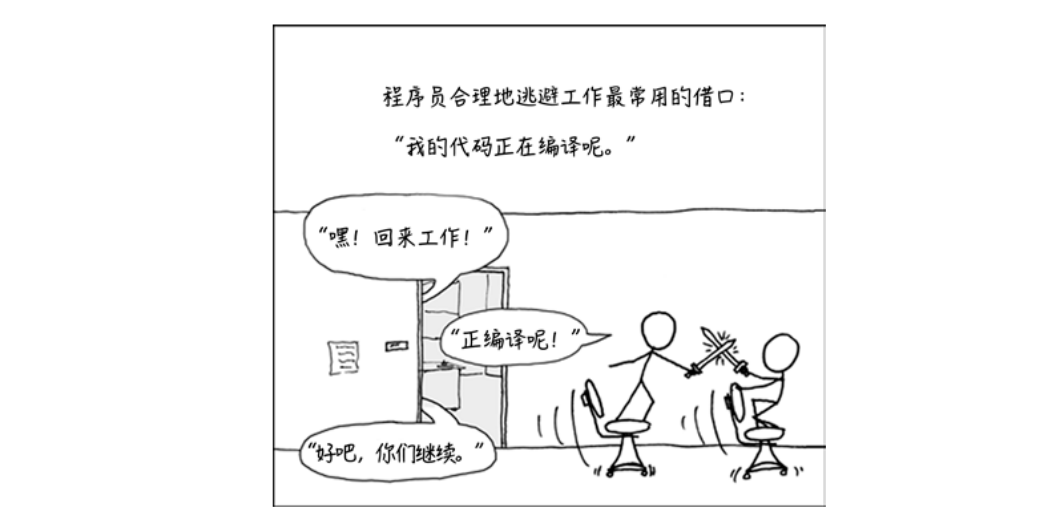 程序员合理地逃避工作最常用的借口：
“我的代码正在编译呢。”
“嘿！回来工作！”
“正编译呢！”
“好吧，你们继续。”